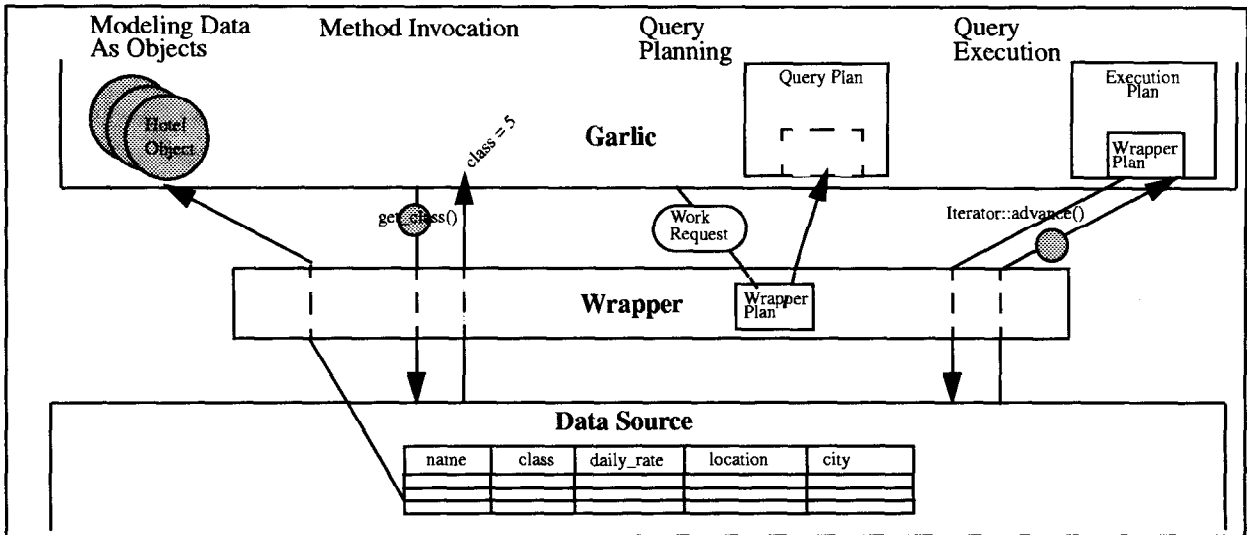 Modeling Data
As Objects
Method Invocation
Query
Planning
Query
Execution
Hotel
Object
class = 5
Garlic
Query Plan
Execution
Plan
Wrapper
Plan
get_class()
Work
Request
Iterator::advance()
Wrapper
Wrapper
Plan
Data Source
name class daily_rate location city